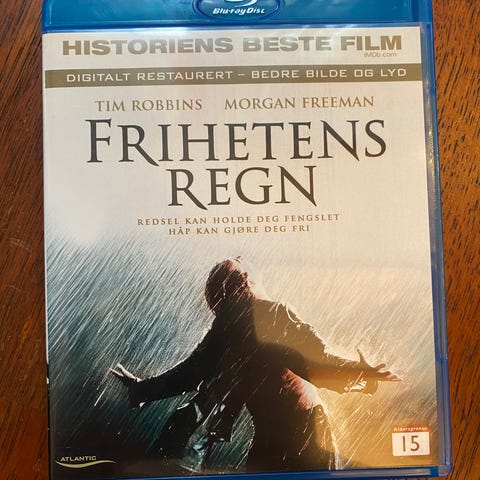 Blu-ray Disc
HISTORIENS BESTE FILM
IMDb.com
DIGITALT RESTAURERT – BEDRE BILDE OG LYD
TIM ROBBINS MORGAN FREEMAN
FRIHETENS
REGN
REDSEL KAN HOLDE DEG FENGSLET
HÅP KAN GJØRE DEG FRI
Aldersgrense
15
ATLANTIC